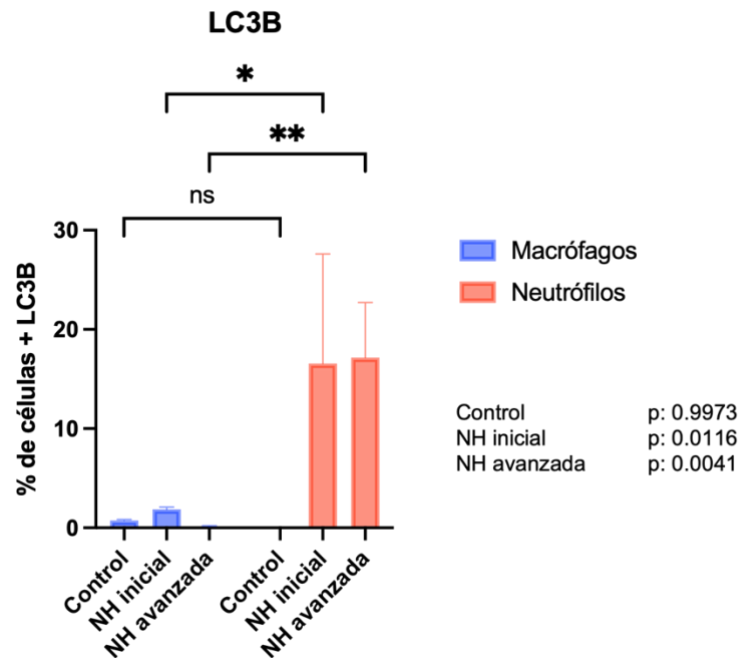 LC3B
*
**
ns
30
20
10
0
% de células + LC3B
Control
NH inicial
NH avanzada
Control
NH inicial
NH avanzada
Macrófagos
Neutrófilos
Control p: 0.9973
NH inicial p: 0.0116
NH avanzada p: 0.0041